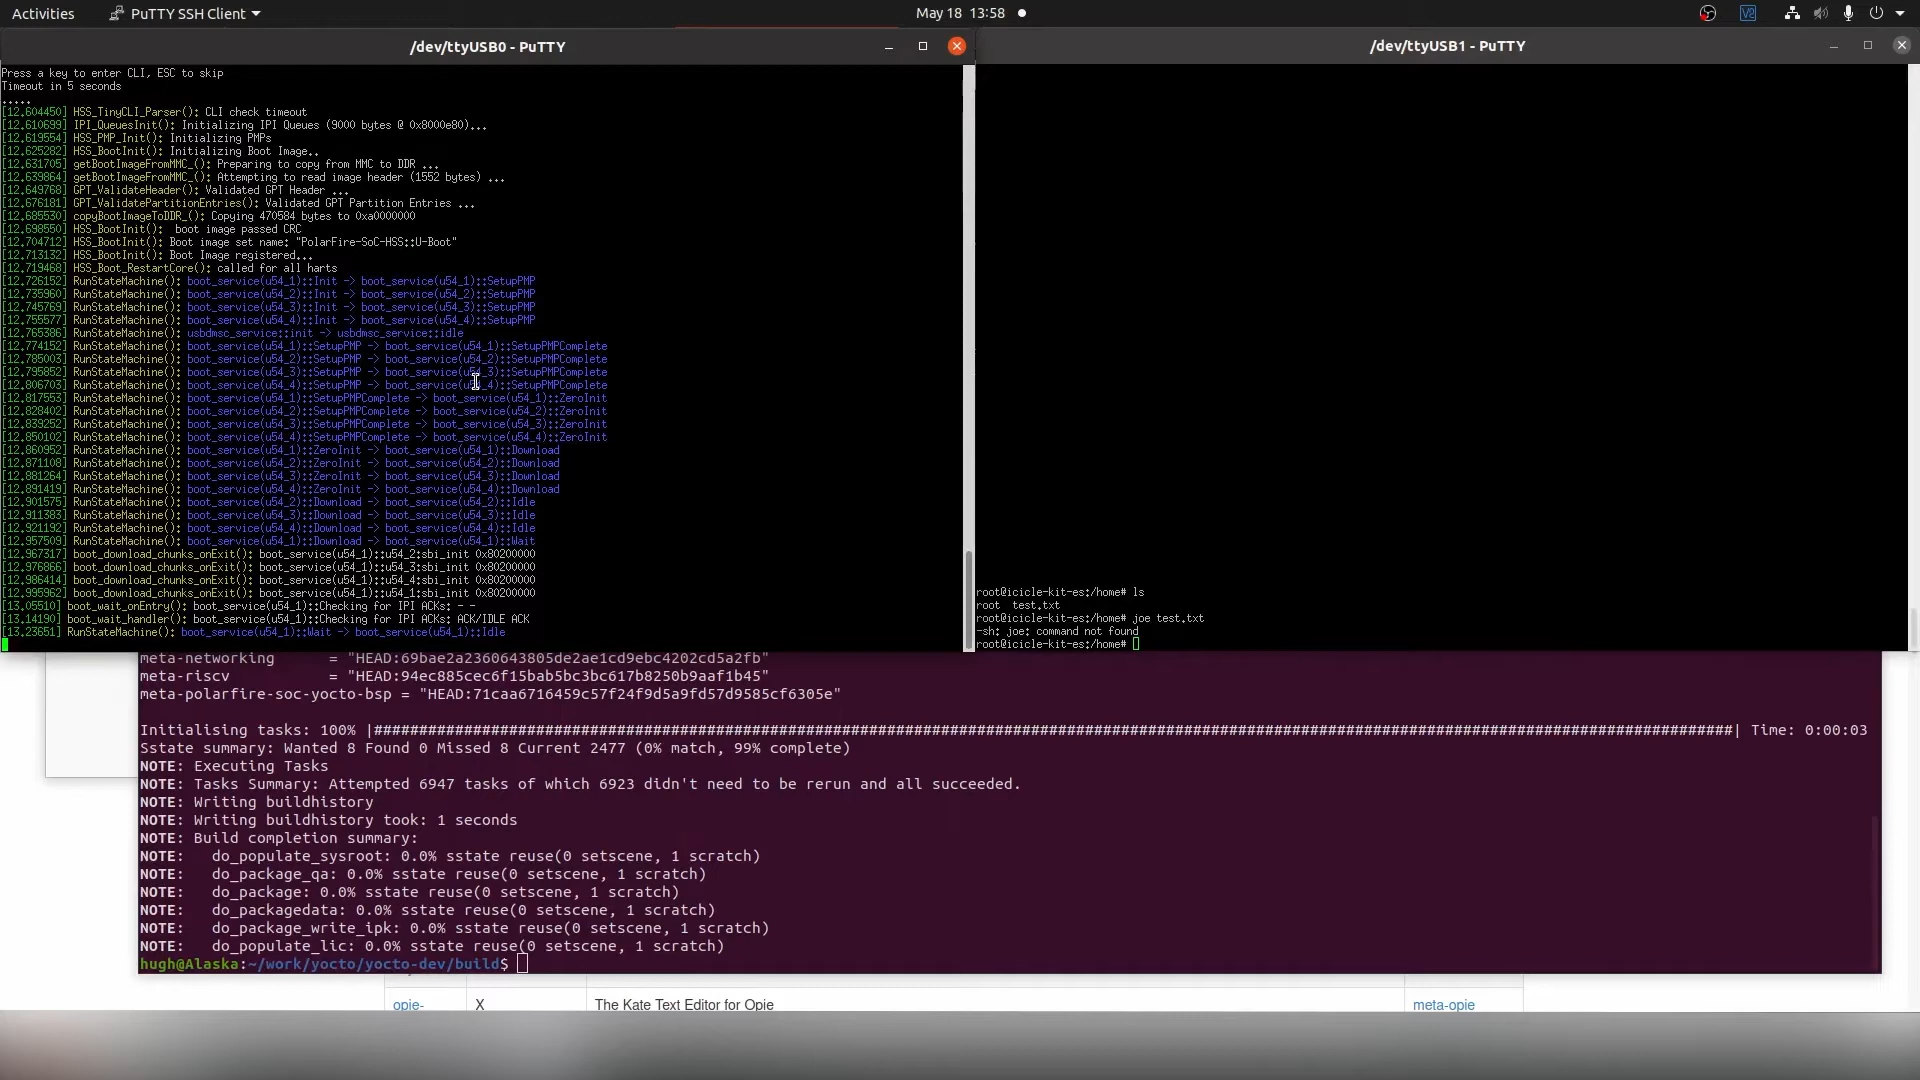 Activities
PuTTY SSH Client
May 18 13:58
V2
/dev/ttyUSB0 - PuTTY
Press a key to enter CLI, ESC to skip
Timeout in 5 seconds
.....
[12.604450] HSS_TinyCLI_Parser(): CLI check timeout
[12.610699] IPI_QueuesInit(): Initializing IPI Queues (9000 bytes @ 0x8000e80)...
[12.619554] HSS_PMP_Init(): Initializing PMPs
[12.625282] HSS_BootInit(): Initializing Boot Image..
[12.631705] getBootImageFromMMC_(): Preparing to copy from MMC to DDR ...
[12.639864] getBootImageFromMMC_(): Attempting to read image header (1552 bytes) ...
[12.649768] GPT_ValidateHeader(): Validated GPT Header ...
[12.676181] GPT_ValidatePartitionEntries(): Validated GPT Partition Entries ...
[12.685530] copyBootImageToDDR_(): Copying 470584 bytes to 0xa0000000
[12.698550] HSS_BootInit():  boot image passed CRC
[12.704712] HSS_BootInit(): Boot image set name: "PolarFire-SoC-HSS::U-Boot"
[12.713132] HSS_BootInit(): Boot Image registered...
[12.719468] HSS_Boot_RestartCore(): called for all harts
[12.726152] RunStateMachine(): boot_service(u54_1)::Init -> boot_service(u54_1)::SetupPMP
[12.735960] RunStateMachine(): boot_service(u54_2)::Init -> boot_service(u54_2)::SetupPMP
[12.745769] RunStateMachine(): boot_service(u54_3)::Init -> boot_service(u54_3)::SetupPMP
[12.755577] RunStateMachine(): boot_service(u54_4)::Init -> boot_service(u54_4)::SetupPMP
[12.765386] RunStateMachine(): usbdmsc_service::init -> usbdmsc_service::idle
[12.774152] RunStateMachine(): boot_service(u54_1)::SetupPMP -> boot_service(u54_1)::SetupPMPComplete
[12.785003] RunStateMachine(): boot_service(u54_2)::SetupPMP -> boot_service(u54_2)::SetupPMPComplete
[12.795852] RunStateMachine(): boot_service(u54_3)::SetupPMP -> boot_service(u54_3)::SetupPMPComplete
[12.806703] RunStateMachine(): boot_service(u54_4)::SetupPMP -> boot_service(u54_4)::SetupPMPComplete
[12.817553] RunStateMachine(): boot_service(u54_1)::SetupPMPComplete -> boot_service(u54_1)::ZeroInit
[12.828402] RunStateMachine(): boot_service(u54_2)::SetupPMPComplete -> boot_service(u54_2)::ZeroInit
[12.839252] RunStateMachine(): boot_service(u54_3)::SetupPMPComplete -> boot_service(u54_3)::ZeroInit
[12.850102] RunStateMachine(): boot_service(u54_4)::SetupPMPComplete -> boot_service(u54_4)::ZeroInit
[12.860952] RunStateMachine(): boot_service(u54_1)::ZeroInit -> boot_service(u54_1)::Download
[12.871108] RunStateMachine(): boot_service(u54_2)::ZeroInit -> boot_service(u54_2)::Download
[12.881264] RunStateMachine(): boot_service(u54_3)::ZeroInit -> boot_service(u54_3)::Download
[12.891419] RunStateMachine(): boot_service(u54_4)::ZeroInit -> boot_service(u54_4)::Download
[12.901575] RunStateMachine(): boot_service(u54_2)::Download -> boot_service(u54_2)::Idle
[12.911383] RunStateMachine(): boot_service(u54_3)::Download -> boot_service(u54_3)::Idle
[12.921192] RunStateMachine(): boot_service(u54_4)::Download -> boot_service(u54_4)::Idle
[12.957509] RunStateMachine(): boot_service(u54_1)::Download -> boot_service(u54_1)::Wait
[12.967317] boot_download_chunks_onExit(): boot_service(u54_1)::u54_2:sbi_init 0x80200000
[12.976866] boot_download_chunks_onExit(): boot_service(u54_1)::u54_3:sbi_init 0x80200000
[12.986414] boot_download_chunks_onExit(): boot_service(u54_1)::u54_4:sbi_init 0x80200000
[12.995962] boot_download_chunks_onExit(): boot_service(u54_1)::u54_1:sbi_init 0x80200000
[13.05510] boot_wait_onEntry(): boot_service(u54_1)::Checking for IPI ACKs: - -
[13.14190] boot_wait_handler(): boot_service(u54_1)::Checking for IPI ACKs: ACK/IDLE ACK
[13.23651] RunStateMachine(): boot_service(u54_1)::Wait -> boot_service(u54_1)::Idle
/dev/ttyUSB1 - PuTTY
root@icicle-kit-es:/home# ls
root  test.txt
root@icicle-kit-es:/home# joe test.txt
-sh: joe: command not found
root@icicle-kit-es:/home#
meta-networking      = "HEAD:69bae2a2360643805de2ae1cd9ebc4202cd5a2fb"
meta-riscv           = "HEAD:94ec885cec6f15bab5bc3bc617b8250b9aaf1b45"
meta-polarfire-soc-yocto-bsp = "HEAD:71caa6716459c57f24f9d5a9fd57d9585cf6305e"
Initialising tasks: 100% |#######################################################################################################################################################| Time: 0:00:03
Sstate summary: Wanted 8 Found 0 Missed 8 Current 2477 (0% match, 99% complete)
NOTE: Executing Tasks
NOTE: Tasks Summary: Attempted 6947 tasks of which 6923 didn't need to be rerun and all succeeded.
NOTE: Writing buildhistory
NOTE: Writing buildhistory took: 1 seconds
NOTE: Build completion summary:
NOTE:   do_populate_sysroot: 0.0% sstate reuse(0 setscene, 1 scratch)
NOTE:   do_package_qa: 0.0% sstate reuse(0 setscene, 1 scratch)
NOTE:   do_package: 0.0% sstate reuse(0 setscene, 1 scratch)
NOTE:   do_packagedata: 0.0% sstate reuse(0 setscene, 1 scratch)
NOTE:   do_package_write_ipk: 0.0% sstate reuse(0 setscene, 1 scratch)
NOTE:   do_populate_lic: 0.0% sstate reuse(0 setscene, 1 scratch)
hugh@Alaska:~/work/yocto/yocto-dev/build$
opie- X The Kate Text Editor for Opie meta-opie